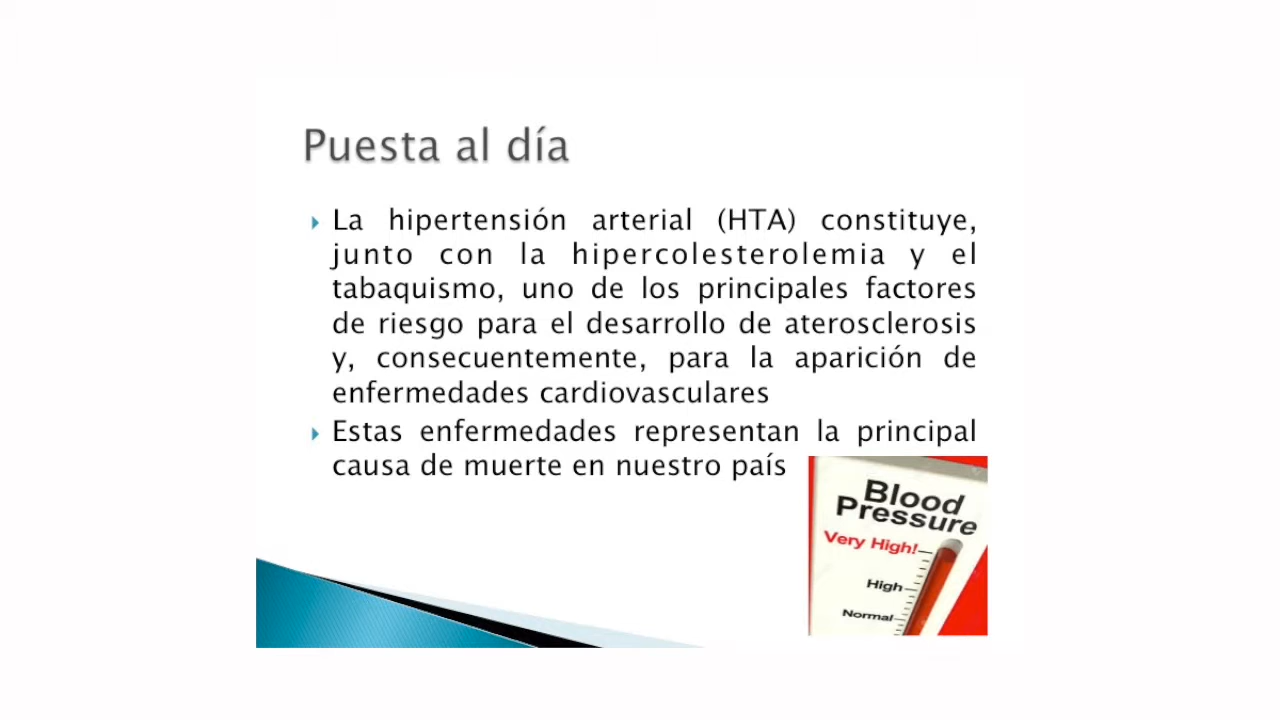 Puesta al día
La hipertensión arterial (HTA) constituye,
junto con la hipercolesterolemia y el
tabaquismo, uno de los principales factores
de riesgo para el desarrollo de aterosclerosis
y, consecuentemente, para la aparición de
enfermedades cardiovasculares
Estas enfermedades representan la principal
causa de muerte en nuestro país
Blood
Pressure
Very High!
High
Normal